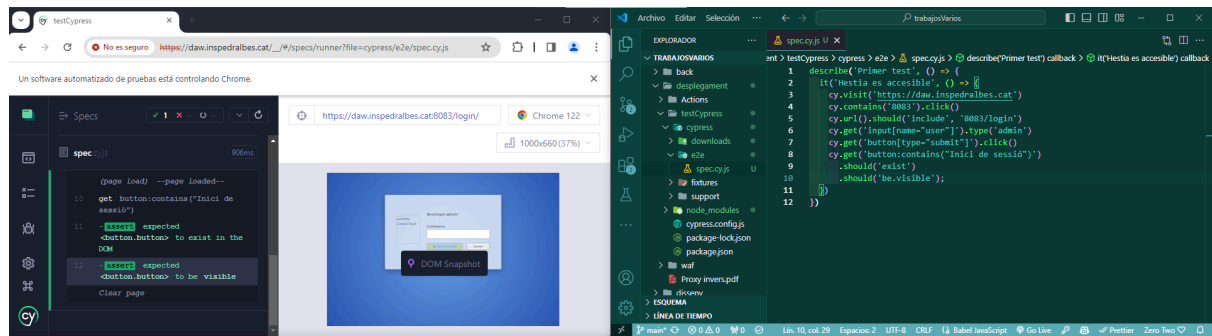 testCypress
No es seguro https://daw.inspedralbes.cat/__/#/specs/runner?file=cypress/e2e/spec.cy.js
Un software automatizado de pruebas está controlando Chrome.
Specs
1
spec.cy.js 906ms
(page load) --page loaded--
10 get button:contains("Inici de
sessió")
11 -assert expected
<button.button> to exist in the
DOM
12 -assert expected
<button.button> to be visible
Clear page
cy
https://daw.inspedralbes.cat:8083/login/
Chrome 122
1000x660 (37%)
DOM Snapshot
Archivo Editar Selección ···
trabajosVarios
EXPLORADOR
TRABAJOSVARIOS
back
desplegament
Actions
testCypress
cypress
downloads
e2e
spec.cy.js U
fixtures
support
node_modules
cypress.config.js
package-lock.json
package.json
waf
Proxy invers.pdf
disseny
ESQUEMA
LÍNEA DE TIEMPO
spec.cy.js U
ent > testCypress > cypress > e2e > spec.cy.js > describe('Primer test') callback > it('Hestia es accesible') callback
1 describe('Primer test', () => {
2 it('Hestia es accesible', () => {
3 cy.visit('https://daw.inspedralbes.cat')
4 cy.contains('8083').click()
5 cy.url().should('include', '8083/login')
6 cy.get('input[name="user"]').type('admin')
7 cy.get('button[type="submit"]').click()
8 cy.get('button:contains("Inici de sessió")')
9 .should('exist')
10 .should('be.visible');
11 })
12 })
main* 0 0 0 Lín. 10, col. 29 Espacios: 2 UTF-8 CRLF Babel JavaScript Go Live Prettier Zero Two